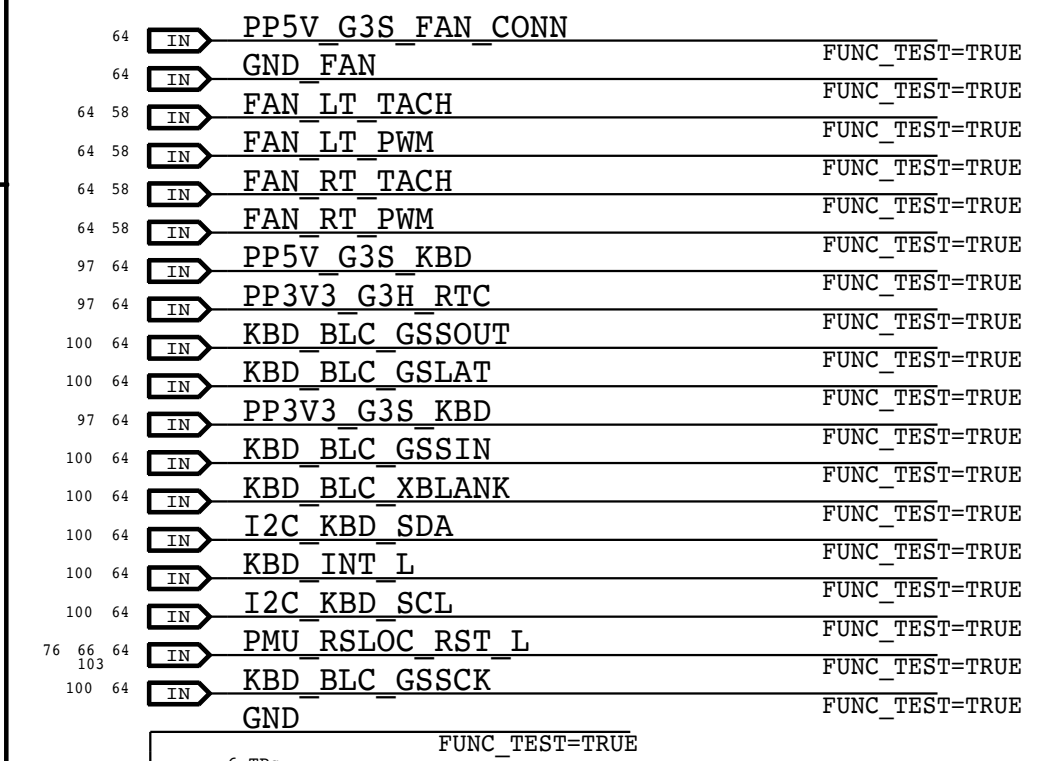 64 IN PP5V_G3S_FAN_CONN FUNC_TEST=TRUE
64 IN GND_FAN FUNC_TEST=TRUE
64 58 IN FAN_LT_TACH FUNC_TEST=TRUE
64 58 IN FAN_LT_PWM FUNC_TEST=TRUE
64 58 IN FAN_RT_TACH FUNC_TEST=TRUE
64 58 IN FAN_RT_PWM FUNC_TEST=TRUE
97 64 IN PP5V_G3S_KBD FUNC_TEST=TRUE
97 64 IN PP3V3_G3H_RTC FUNC_TEST=TRUE
100 64 IN KBD_BLC_GSSOUT FUNC_TEST=TRUE
100 64 IN KBD_BLC_GSLAT FUNC_TEST=TRUE
97 64 IN PP3V3_G3S_KBD FUNC_TEST=TRUE
100 64 IN KBD_BLC_GSSIN FUNC_TEST=TRUE
100 64 IN KBD_BLC_XBLANK FUNC_TEST=TRUE
100 64 IN I2C_KBD_SDA FUNC_TEST=TRUE
100 64 IN KBD_INT_L FUNC_TEST=TRUE
100 64 IN I2C_KBD_SCL FUNC_TEST=TRUE
76 66 64 IN PMU_RSLOC_RST_L FUNC_TEST=TRUE
103
100 64 IN KBD_BLC_GSSCK FUNC_TEST=TRUE
GND
FUNC_TEST=TRUE